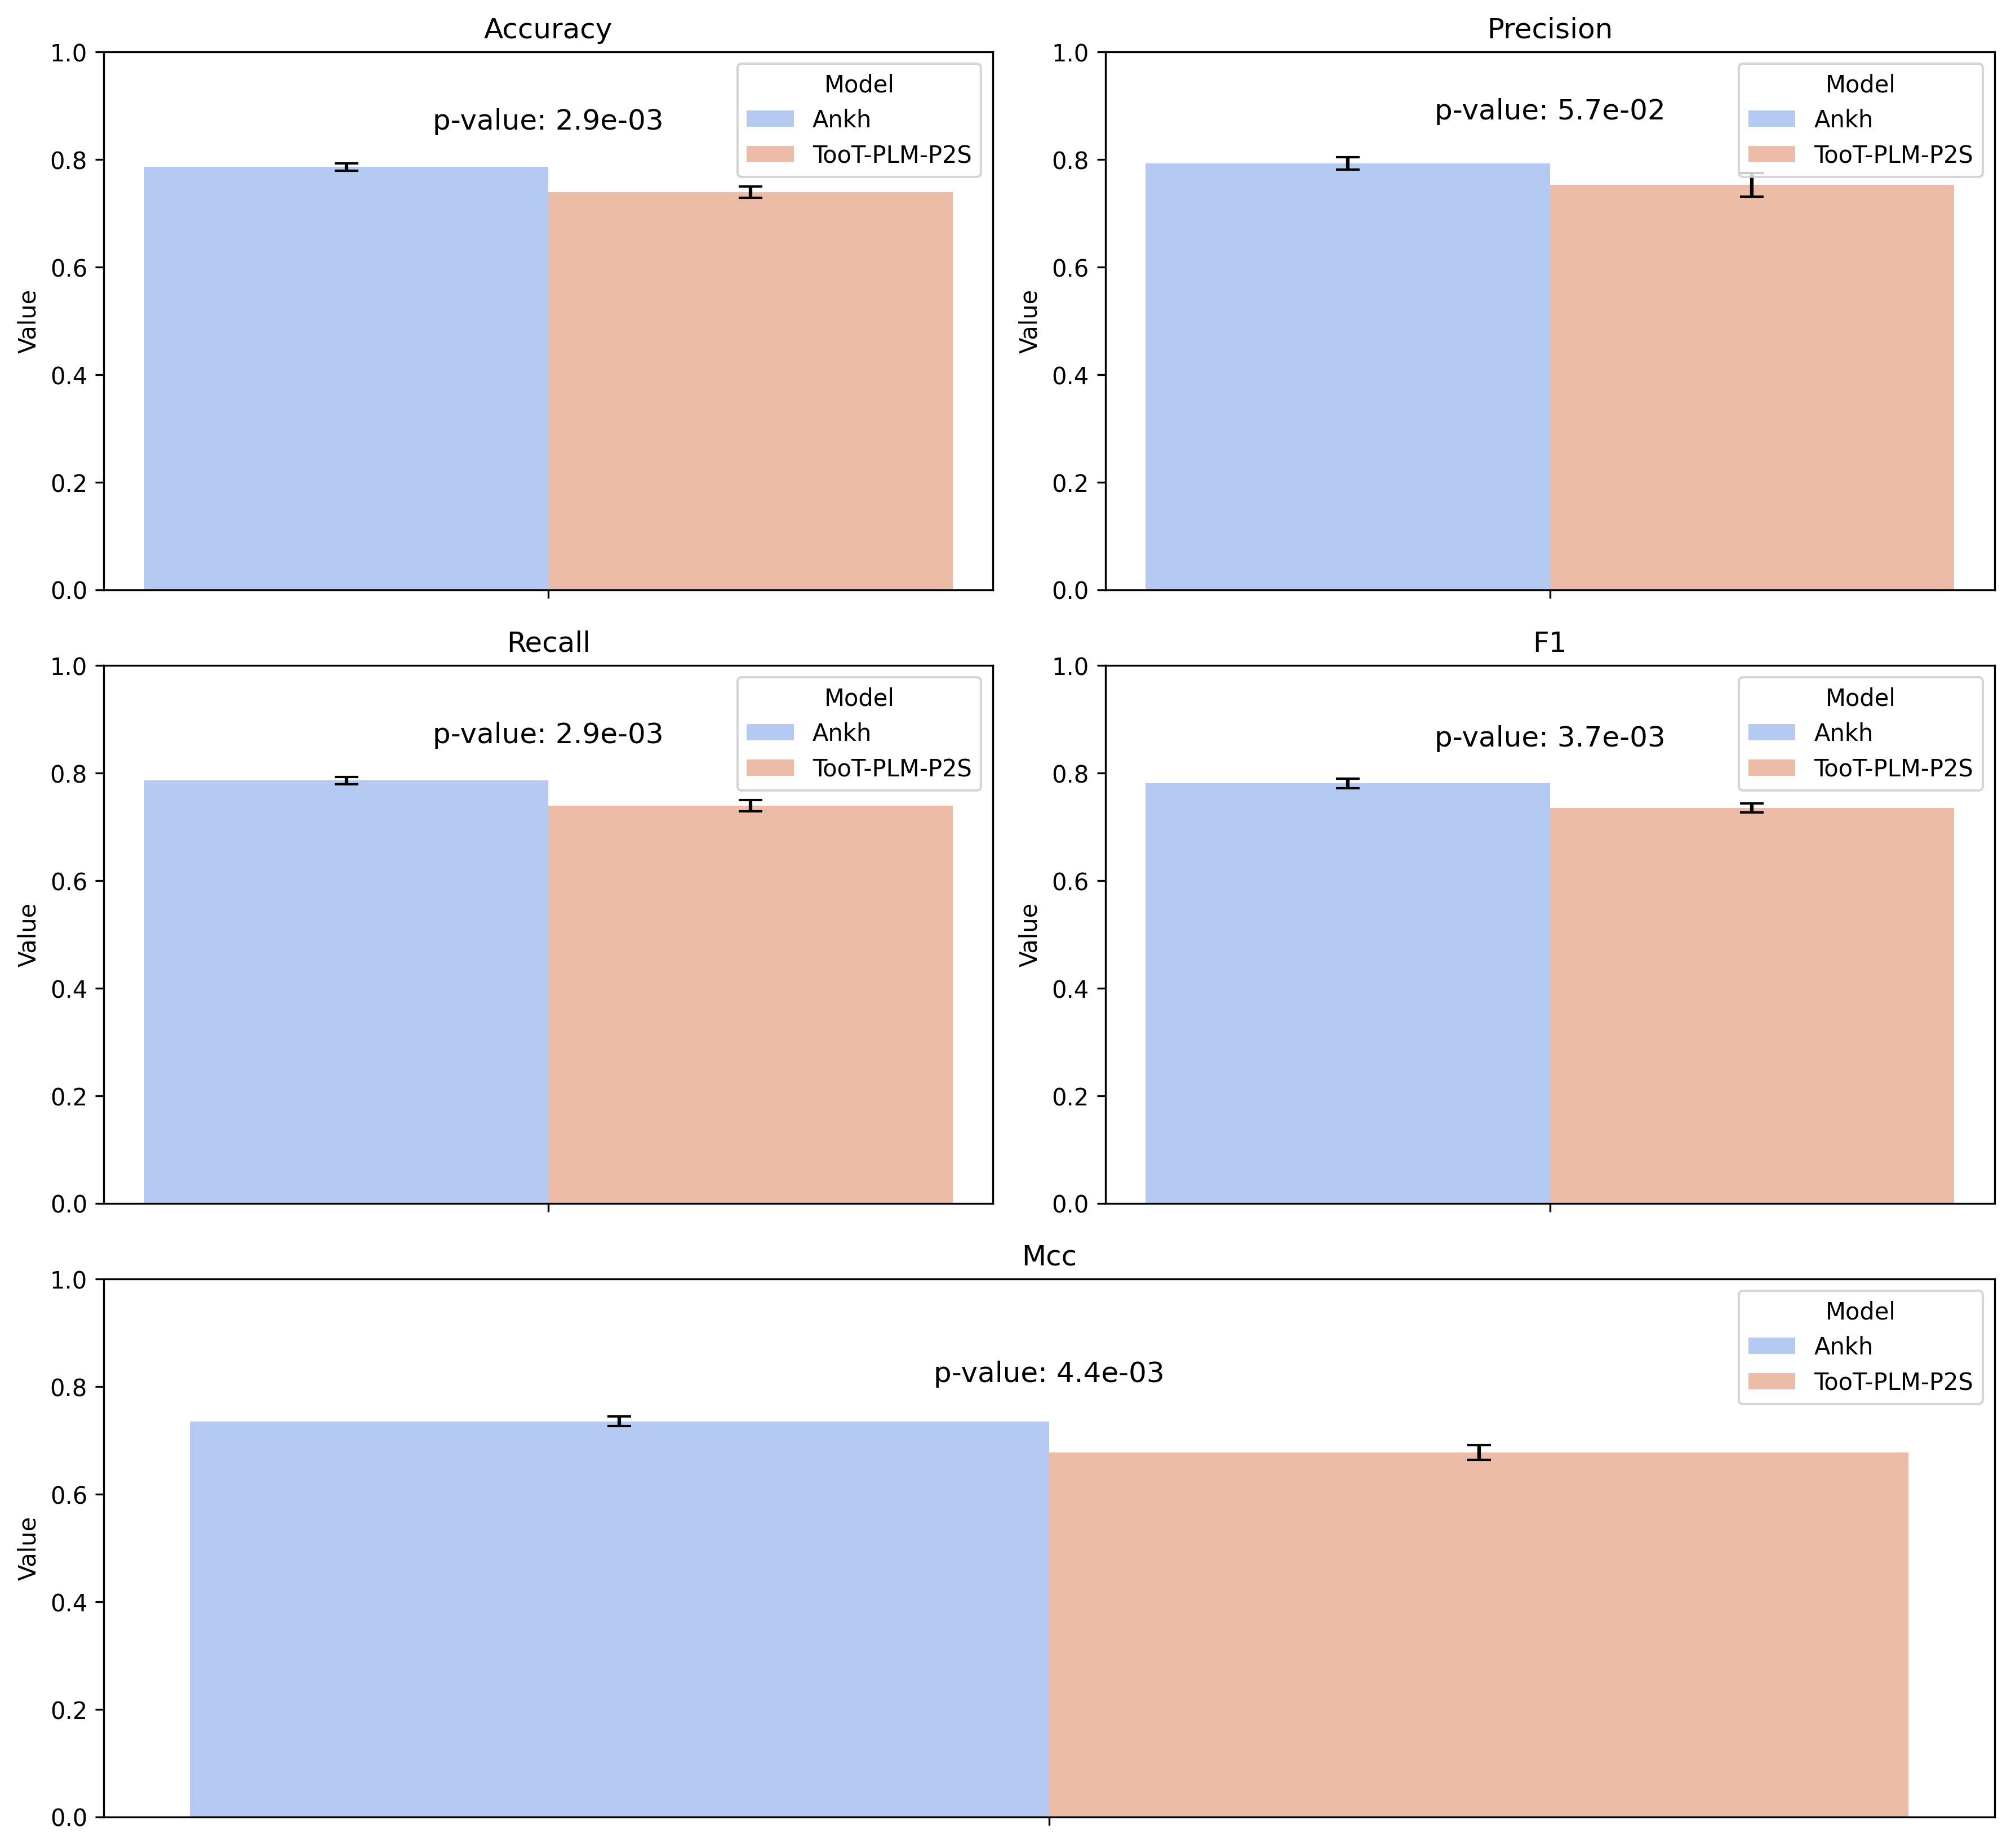 Accuracy
1.0
0.8
0.6
0.4
0.2
0.0
Value
p-value: 2.9e-03
Model
Ankh
TooT-PLM-P2S
Precision
1.0
0.8
0.6
0.4
0.2
0.0
Value
p-value: 5.7e-02
Model
Ankh
TooT-PLM-P2S
Recall
1.0
0.8
0.6
0.4
0.2
0.0
Value
p-value: 2.9e-03
Model
Ankh
TooT-PLM-P2S
F1
1.0
0.8
0.6
0.4
0.2
0.0
Value
p-value: 3.7e-03
Model
Ankh
TooT-PLM-P2S
Mcc
1.0
0.8
0.6
0.4
0.2
0.0
Value
p-value: 4.4e-03
Model
Ankh
TooT-PLM-P2S